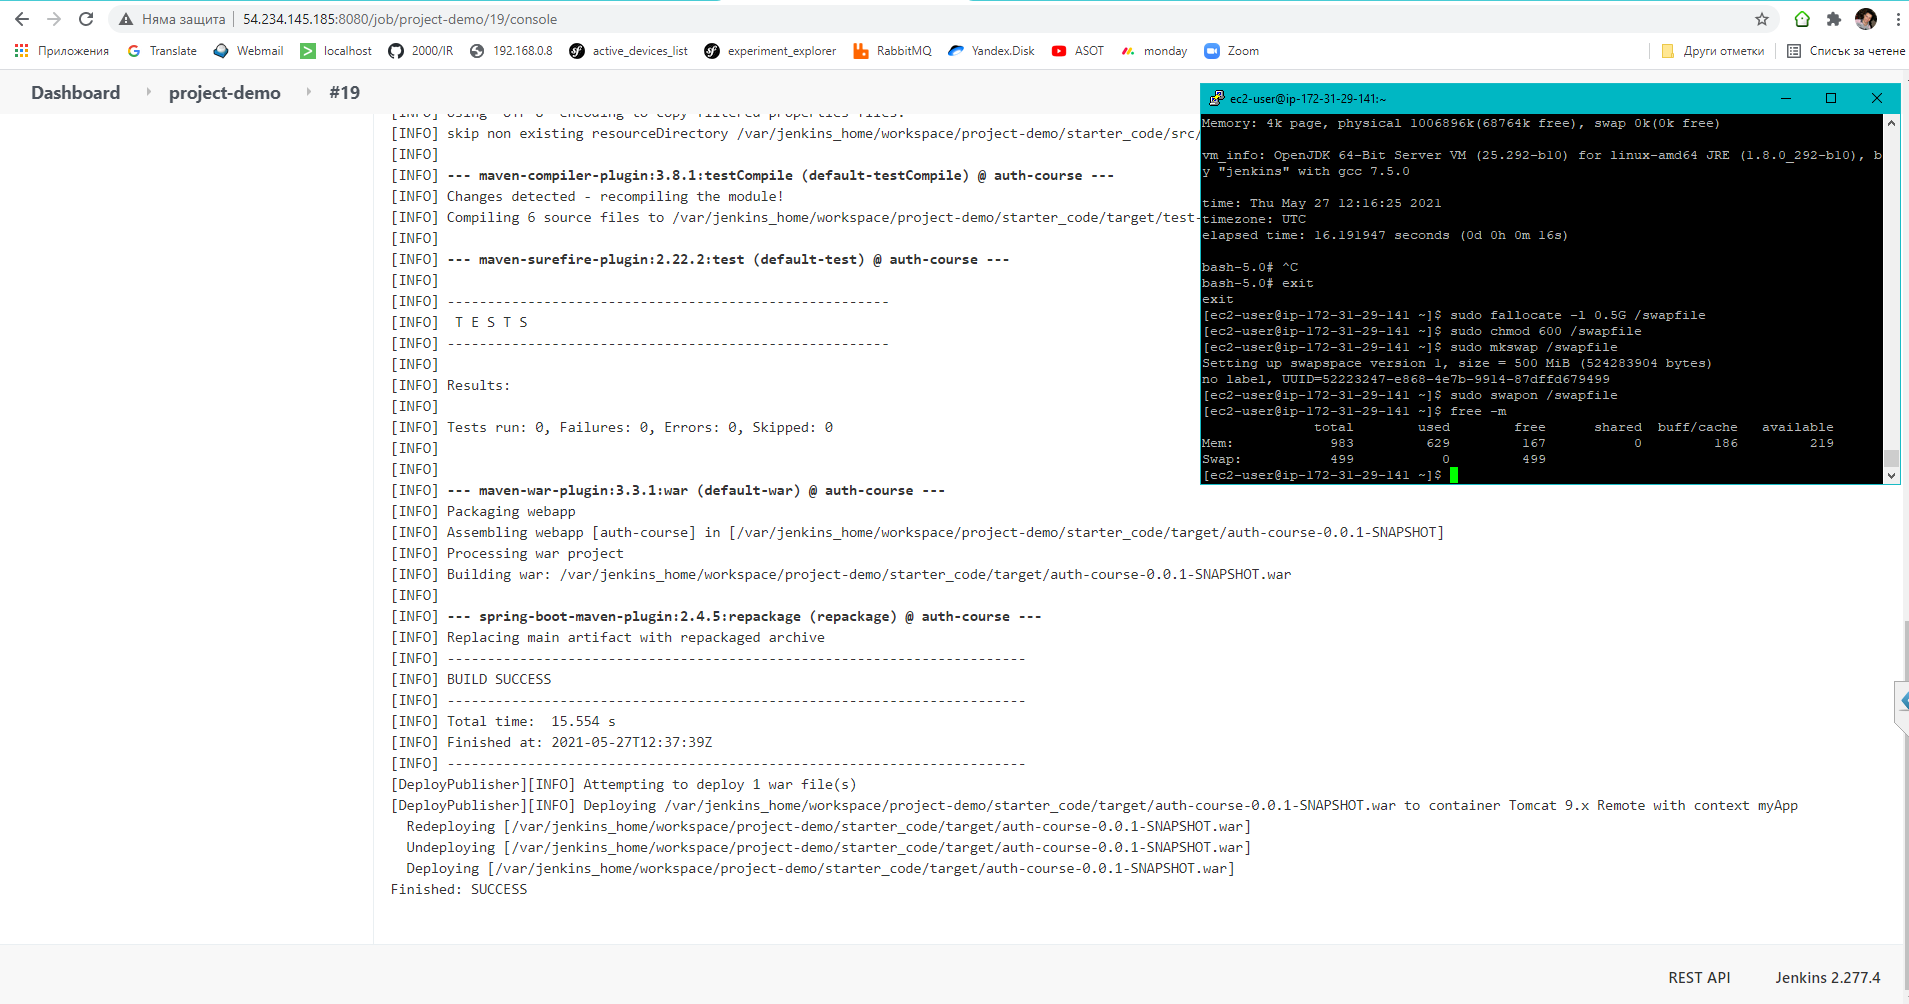 Няма защита | 54.234.145.185:8080/job/project-demo/19/console
Приложения Translate Webmail localhost 2000/IR 192.168.0.8 active_devices_list experiment_explorer RabbitMQ Yandex.Disk ASOT monday Zoom Други отметки Списък за четене
Dashboard project-demo #19
[INFO] Using 'UTF-8' encoding to copy filtered properties files.
[INFO] skip non existing resourceDirectory /var/jenkins_home/workspace/project-demo/starter_code/src/
[INFO]
[INFO] --- maven-compiler-plugin:3.8.1:testCompile (default-testCompile) @ auth-course ---
[INFO] Changes detected - recompiling the module!
[INFO] Compiling 6 source files to /var/jenkins_home/workspace/project-demo/starter_code/target/test-
[INFO]
[INFO] --- maven-surefire-plugin:2.22.2:test (default-test) @ auth-course ---
[INFO]
[INFO] -------------------------------------------------------
[INFO]  T E S T S
[INFO] -------------------------------------------------------
[INFO]
[INFO] Results:
[INFO]
[INFO] Tests run: 0, Failures: 0, Errors: 0, Skipped: 0
[INFO]
[INFO]
[INFO] --- maven-war-plugin:3.3.1:war (default-war) @ auth-course ---
[INFO] Packaging webapp
[INFO] Assembling webapp [auth-course] in [/var/jenkins_home/workspace/project-demo/starter_code/target/auth-course-0.0.1-SNAPSHOT]
[INFO] Processing war project
[INFO] Building war: /var/jenkins_home/workspace/project-demo/starter_code/target/auth-course-0.0.1-SNAPSHOT.war
[INFO]
[INFO] --- spring-boot-maven-plugin:2.4.5:repackage (repackage) @ auth-course ---
[INFO] Replacing main artifact with repackaged archive
[INFO] ------------------------------------------------------------------------
[INFO] BUILD SUCCESS
[INFO] ------------------------------------------------------------------------
[INFO] Total time:  15.554 s
[INFO] Finished at: 2021-05-27T12:37:39Z
[INFO] ------------------------------------------------------------------------
[DeployPublisher][INFO] Attempting to deploy 1 war file(s)
[DeployPublisher][INFO] Deploying /var/jenkins_home/workspace/project-demo/starter_code/target/auth-course-0.0.1-SNAPSHOT.war to container Tomcat 9.x Remote with context myApp
Redeploying [/var/jenkins_home/workspace/project-demo/starter_code/target/auth-course-0.0.1-SNAPSHOT.war]
Undeploying [/var/jenkins_home/workspace/project-demo/starter_code/target/auth-course-0.0.1-SNAPSHOT.war]
Deploying [/var/jenkins_home/workspace/project-demo/starter_code/target/auth-course-0.0.1-SNAPSHOT.war]
Finished: SUCCESS
ec2-user@ip-172-31-29-141:~
Memory: 4k page, physical 1006896k(68764k free), swap 0k(0k free)
vm_info: OpenJDK 64-Bit Server VM (25.292-b10) for linux-amd64 JRE (1.8.0_292-b10), b
y "jenkins" with gcc 7.5.0
time: Thu May 27 12:16:25 2021
timezone: UTC
elapsed time: 16.191947 seconds (0d 0h 0m 16s)
bash-5.0# ^C
bash-5.0# exit
exit
[ec2-user@ip-172-31-29-141 ~]$ sudo fallocate -l 0.5G /swapfile
[ec2-user@ip-172-31-29-141 ~]$ sudo chmod 600 /swapfile
[ec2-user@ip-172-31-29-141 ~]$ sudo mkswap /swapfile
Setting up swapspace version 1, size = 500 MiB (524283904 bytes)
no label, UUID=52223247-e868-4e7b-9914-87dffd679499
[ec2-user@ip-172-31-29-141 ~]$ sudo swapon /swapfile
[ec2-user@ip-172-31-29-141 ~]$ free -m
total used free shared buff/cache available
Mem: 983 629 167 0 186 219
Swap: 499 0 499
[ec2-user@ip-172-31-29-141 ~]$
REST API Jenkins 2.277.4